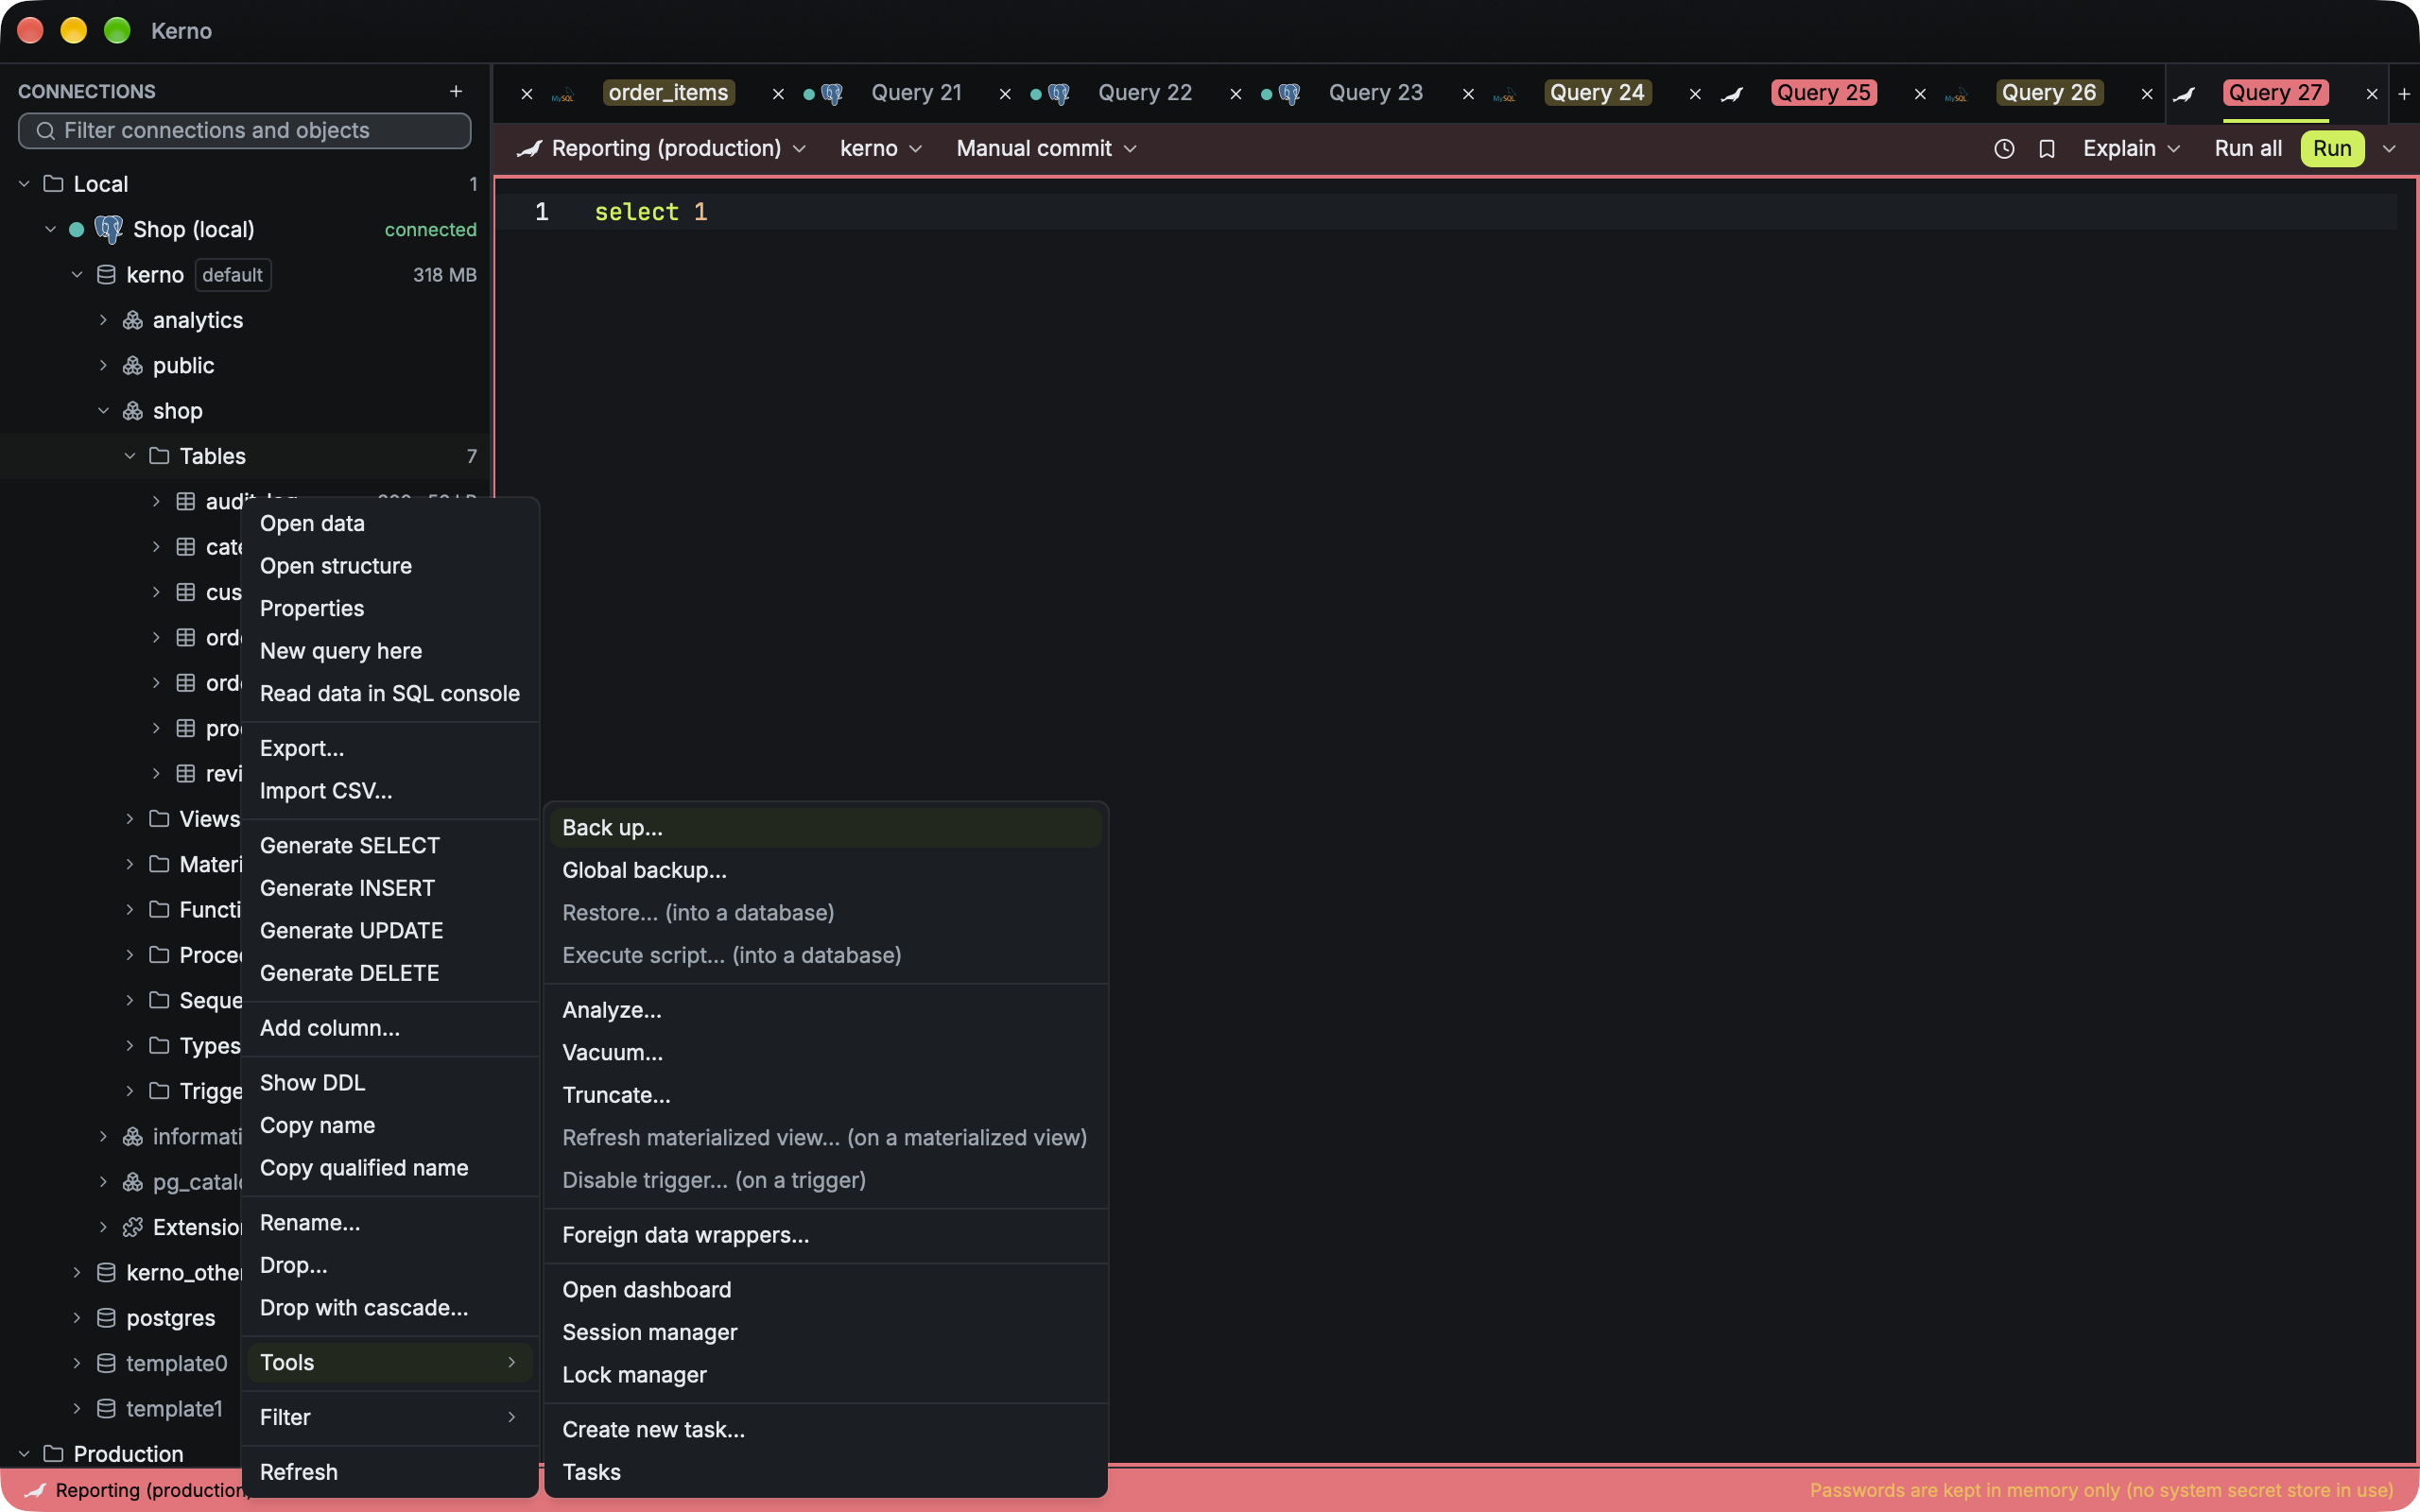 Kerno
CONNECTIONS
Filter connections and objects
Local 1
Shop (local) connected
kerno default 318 MB
analytics
public
shop
Tables 7
Views
kerno_other
postgres
template0
template1
Production
Open data
Open structure
Properties
New query here
Read data in SQL console
Export...
Import CSV...
Generate SELECT
Generate INSERT
Generate UPDATE
Generate DELETE
Add column...
Show DDL
Copy name
Copy qualified name
Rename...
Drop...
Drop with cascade...
Tools
Filter
Refresh
Back up...
Global backup...
Restore... (into a database)
Execute script... (into a database)
Analyze...
Vacuum...
Truncate...
Refresh materialized view... (on a materialized view)
Disable trigger... (on a trigger)
Foreign data wrappers...
Open dashboard
Session manager
Lock manager
Create new task...
Tasks
MySQL order_items Query 21 Query 22 Query 23 MySQL Query 24 Query 25 MySQL Query 26 Query 27
Reporting (production) kerno Manual commit Explain Run all Run
1 select 1
Reporting (production)
Passwords are kept in memory only (no system secret store in use)